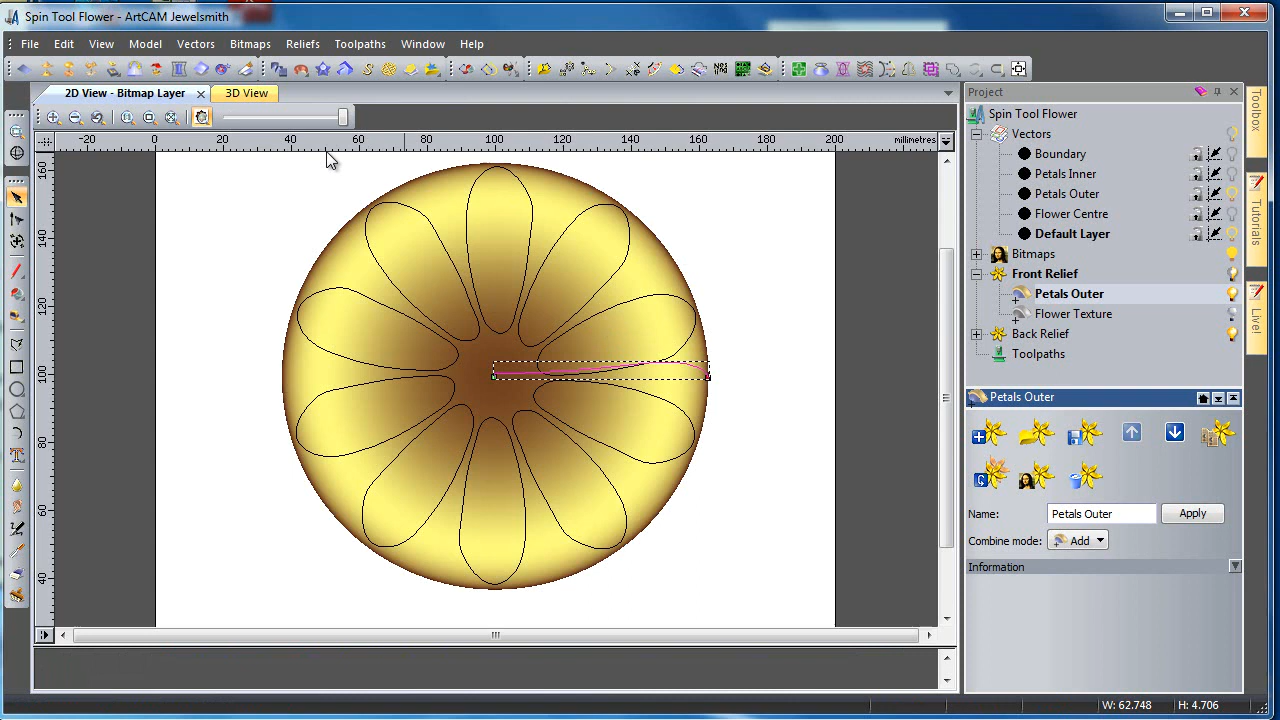 Spin Tool Flower - ArtCAM Jewelsmith
File Edit View Model Vectors Bitmaps Reliefs Toolpaths Window Help
2D View - Bitmap Layer 3D View
-20 0 20 40 60 80 100 120 140 160 180 200 millimetres
160
140
120
100
80
60
40
Project
Spin Tool Flower
Vectors
Boundary
Petals Inner
Petals Outer
Flower Centre
Default Layer
Bitmaps
Front Relief
Petals Outer
Flower Texture
Back Relief
Toolpaths
Petals Outer
Name: Petals Outer Apply
Combine mode: Add
Information
Toolbox
Tutorials
Live!
W: 62.748 H: 4.706